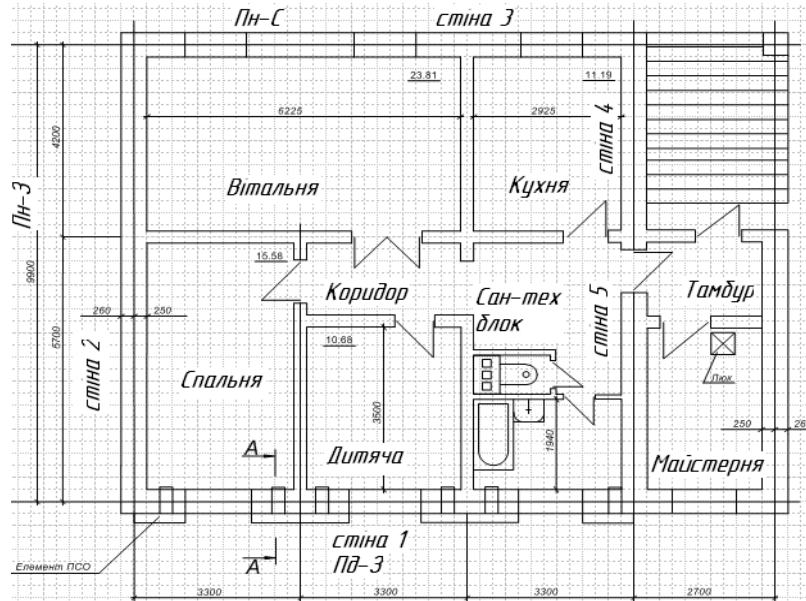 Пн-С
стіна 3
23.81
11.19
6225
2925
4200
стіна 4
Вітальня
Кухня
Пн-З
9900
15.58
Коридор
Сан-тех
блок
Тамбур
260
250
стіна 5
5700
10.68
стіна 2
Люк
Спальня
3500
1940
250
26
А
Дитяча
Майстерня
стіна 1
Пд-З
А
Елемент ПСО
3300
3300
3300
2700